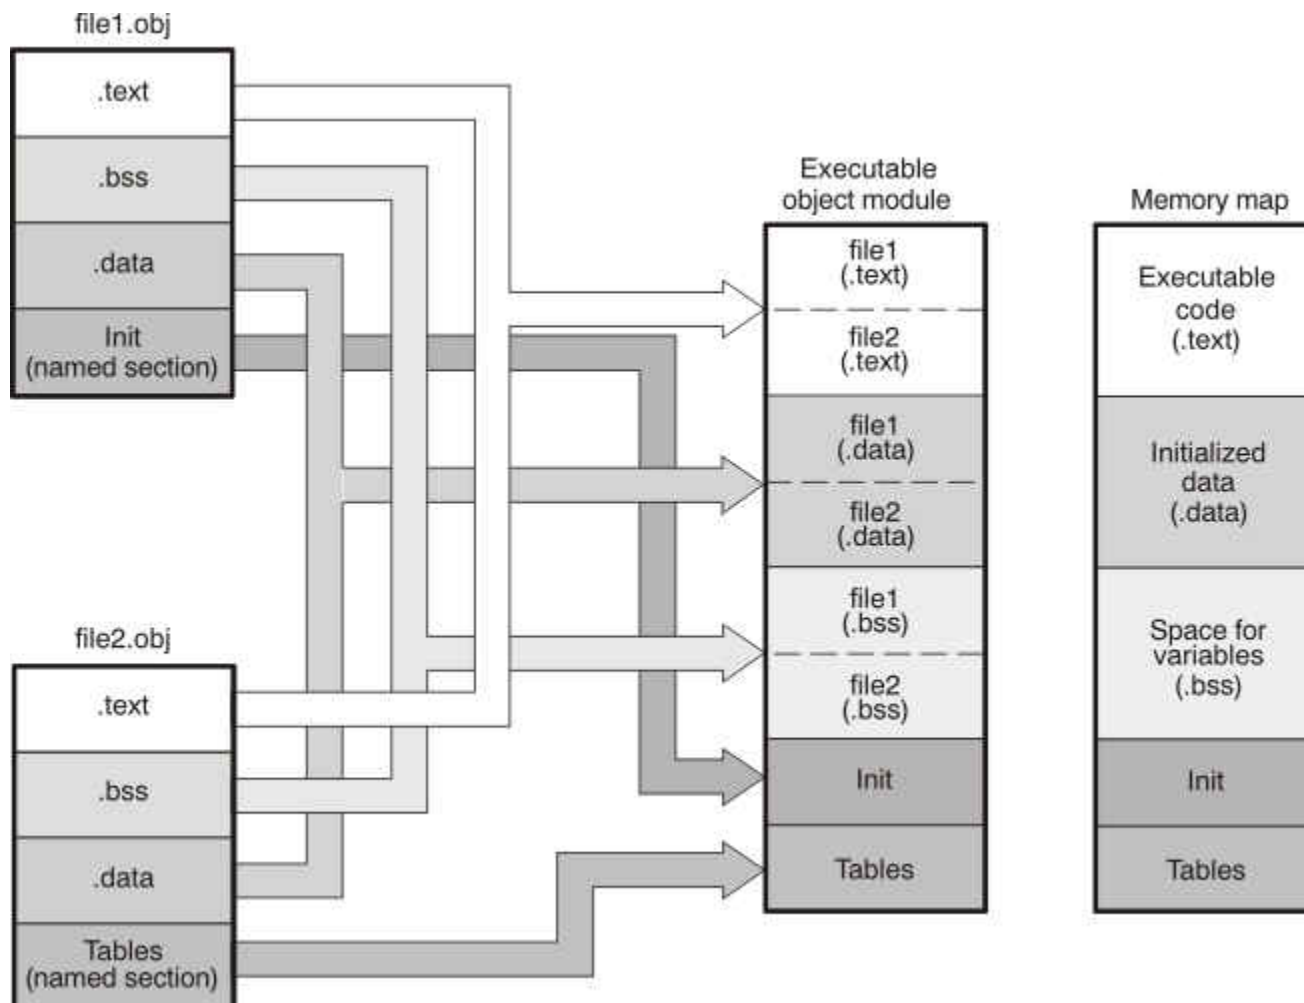 file1.obj
.text
.bss
.data
Init
(named section)
file2.obj
.text
.bss
.data
Tables
(named section)
Executable
object module
file1
(.text)
file2
(.text)
file1
(.data)
file2
(.data)
file1
(.bss)
file2
(.bss)
Init
Tables
Memory map
Executable
code
(.text)
Initialized
data
(.data)
Space for
variables
(.bss)
Init
Tables